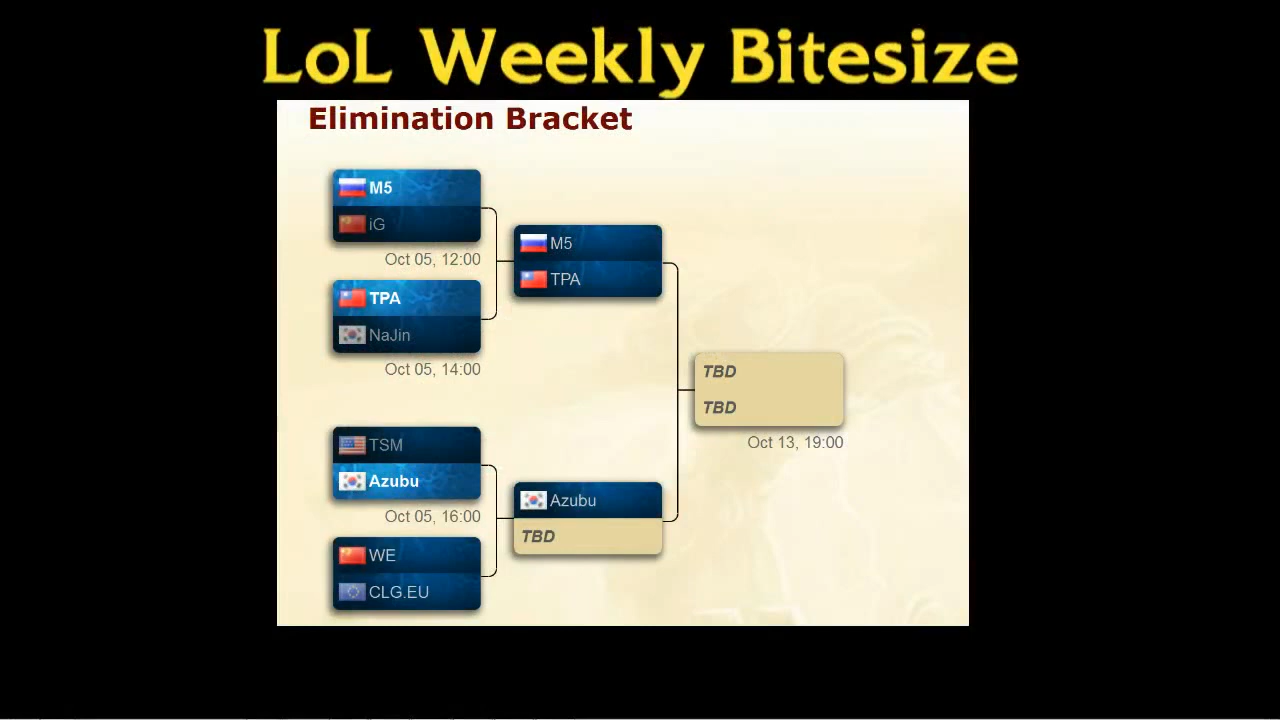 LoL Weekly Bitesize
Elimination Bracket
M5
iG
Oct 05, 12:00
TPA
NaJin
Oct 05, 14:00
TSM
Azubu
Oct 05, 16:00
WE
CLG.EU
M5
TPA
Azubu
TBD
TBD
TBD
Oct 13, 19:00